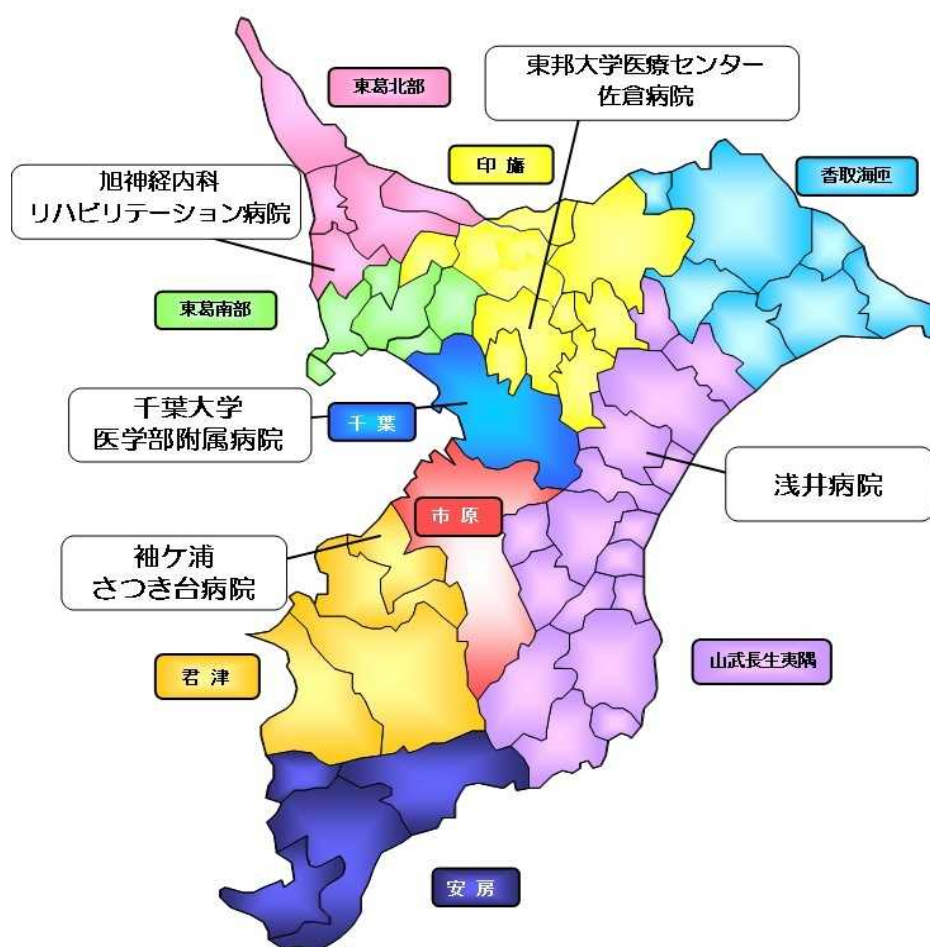 東葛北部
東邦大学医療センター
佐倉病院
印旛
香取海匝
旭神経内科
リハビリテーション病院
東葛南部
千葉大学
医学部附属病院
千葉
浅井病院
市原
袖ケ浦
さつき台病院
君津
山武長生夷隅
安房